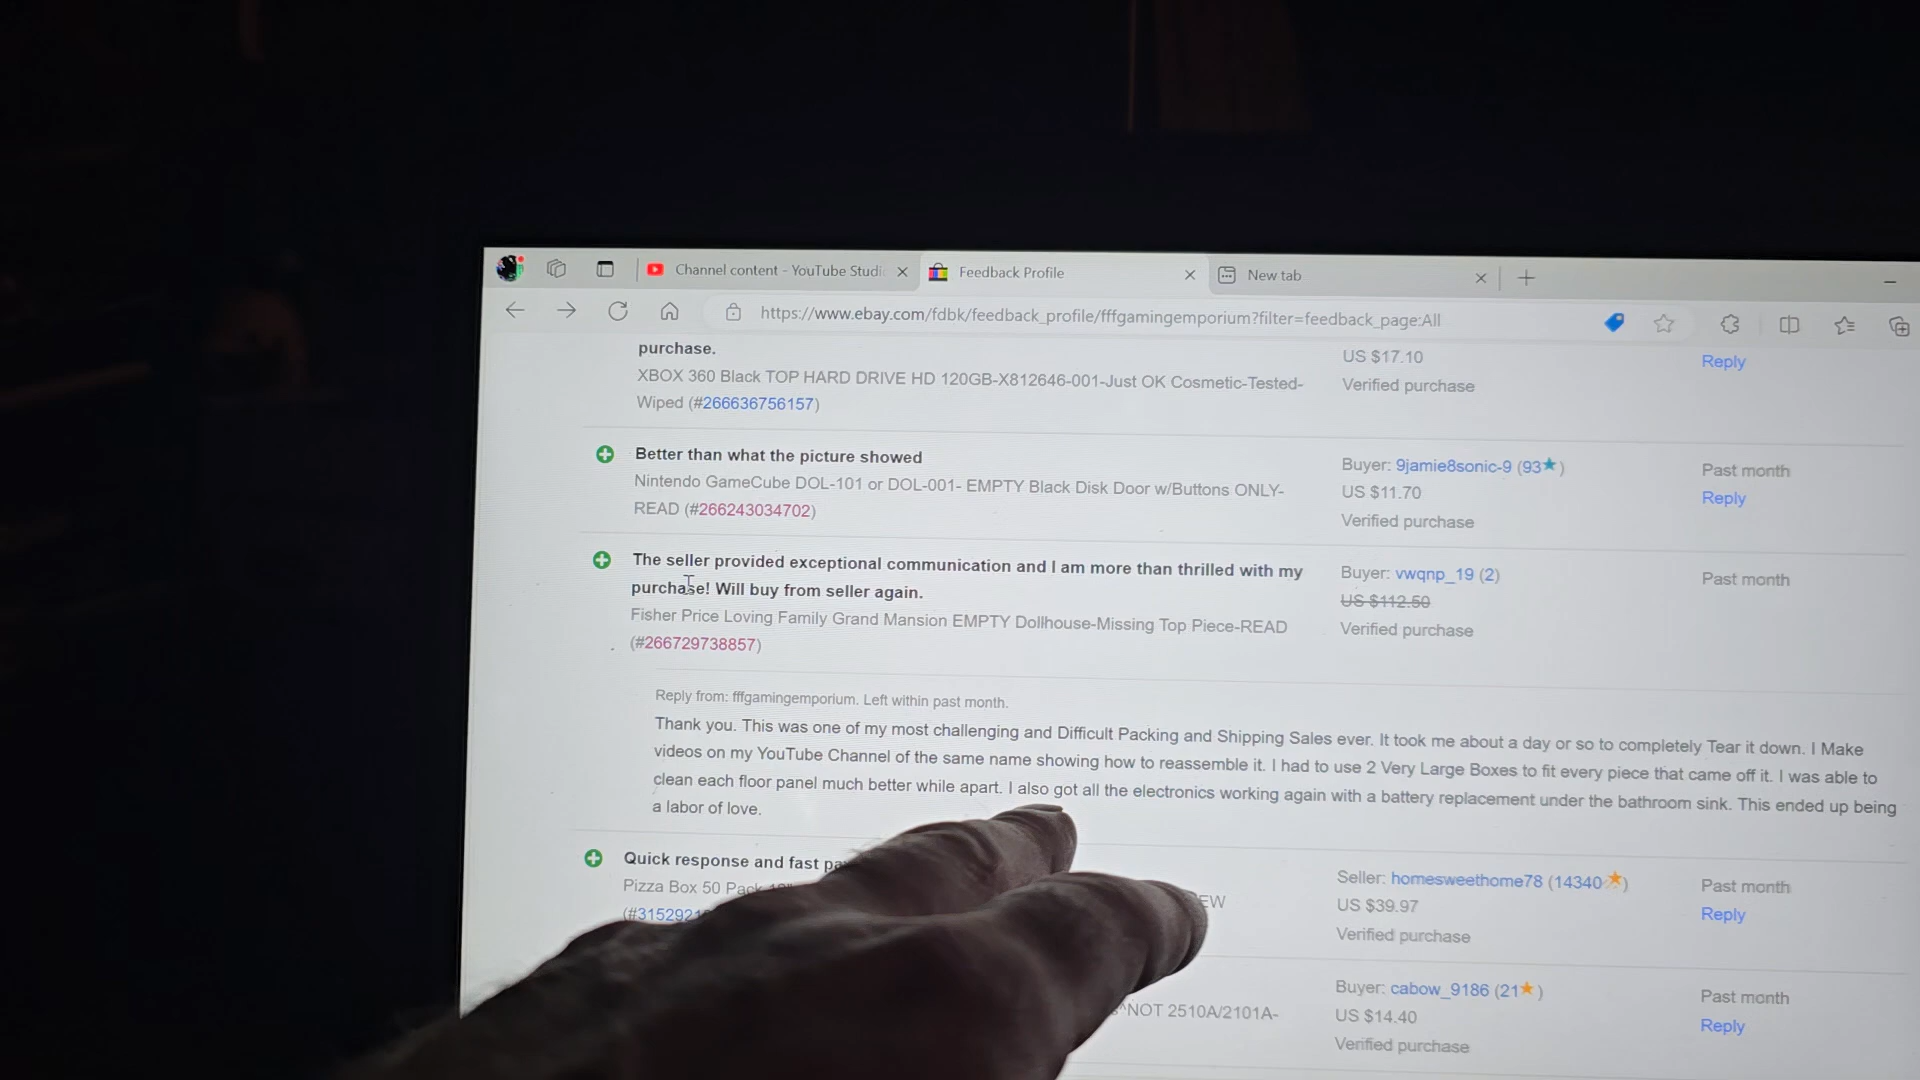 Channel content - YouTube Studi
Feedback Profile
New tab
https://www.ebay.com/fdbk/feedback_profile/fffgamingemporium?filter=feedback_page:All
purchase.
US $17.10
Reply
XBOX 360 Black TOP HARD DRIVE HD 120GB-X812646-001-Just OK Cosmetic-Tested-
Verified purchase
Wiped (#266636756157)
Better than what the picture showed
Buyer: 9jamie8sonic-9 (93★)
Past month
Nintendo GameCube DOL-101 or DOL-001- EMPTY Black Disk Door w/Buttons ONLY-
US $11.70
Reply
READ (#266243034702)
Verified purchase
The seller provided exceptional communication and I am more than thrilled with my
Buyer: vwqnp_19 (2)
Past month
purchase! Will buy from seller again.
US $112.50
Fisher Price Loving Family Grand Mansion EMPTY Dollhouse-Missing Top Piece-READ
Verified purchase
(#266729738857)
Reply from: fffgamingemporium. Left within past month.
Thank you. This was one of my most challenging and Difficult Packing and Shipping Sales ever. It took me about a day or so to completely Tear it down. I Make
videos on my YouTube Channel of the same name showing how to reassemble it. I had to use 2 Very Large Boxes to fit every piece that came off it. I was able to
clean each floor panel much better while apart. I also got all the electronics working again with a battery replacement under the bathroom sink. This ended up being
a labor of love.
Quick response and fast
Seller: homesweethome78 (14340★)
Past month
Pizza Box 50 Pack
EW
US $39.97
Reply
Verified purchase
Buyer: cabow_9186 (21★)
Past month
NOT 2510A/2101A-
US $14.40
Reply
Verified purchase